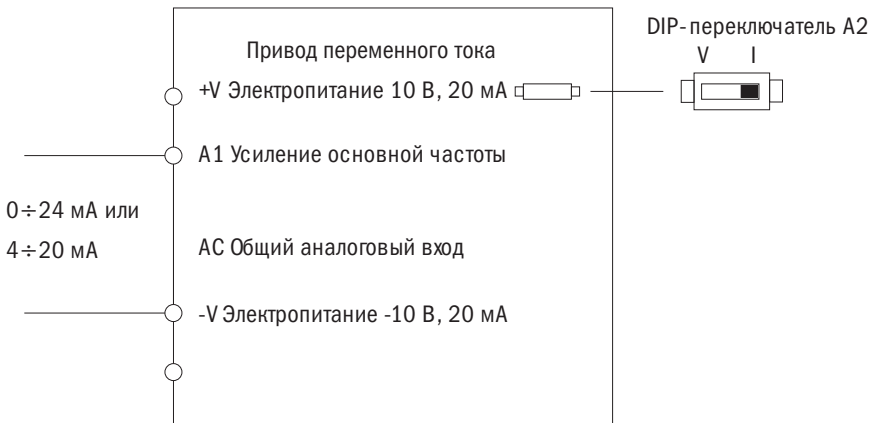 DIP-переключатель A2
V I
Привод переменного тока
+V Электропитание 10 В, 20 мА
A1 Усиление основной частоты
0÷24 мА или
4÷20 мА
AC Общий аналоговый вход
-V Электропитание -10 В, 20 мА